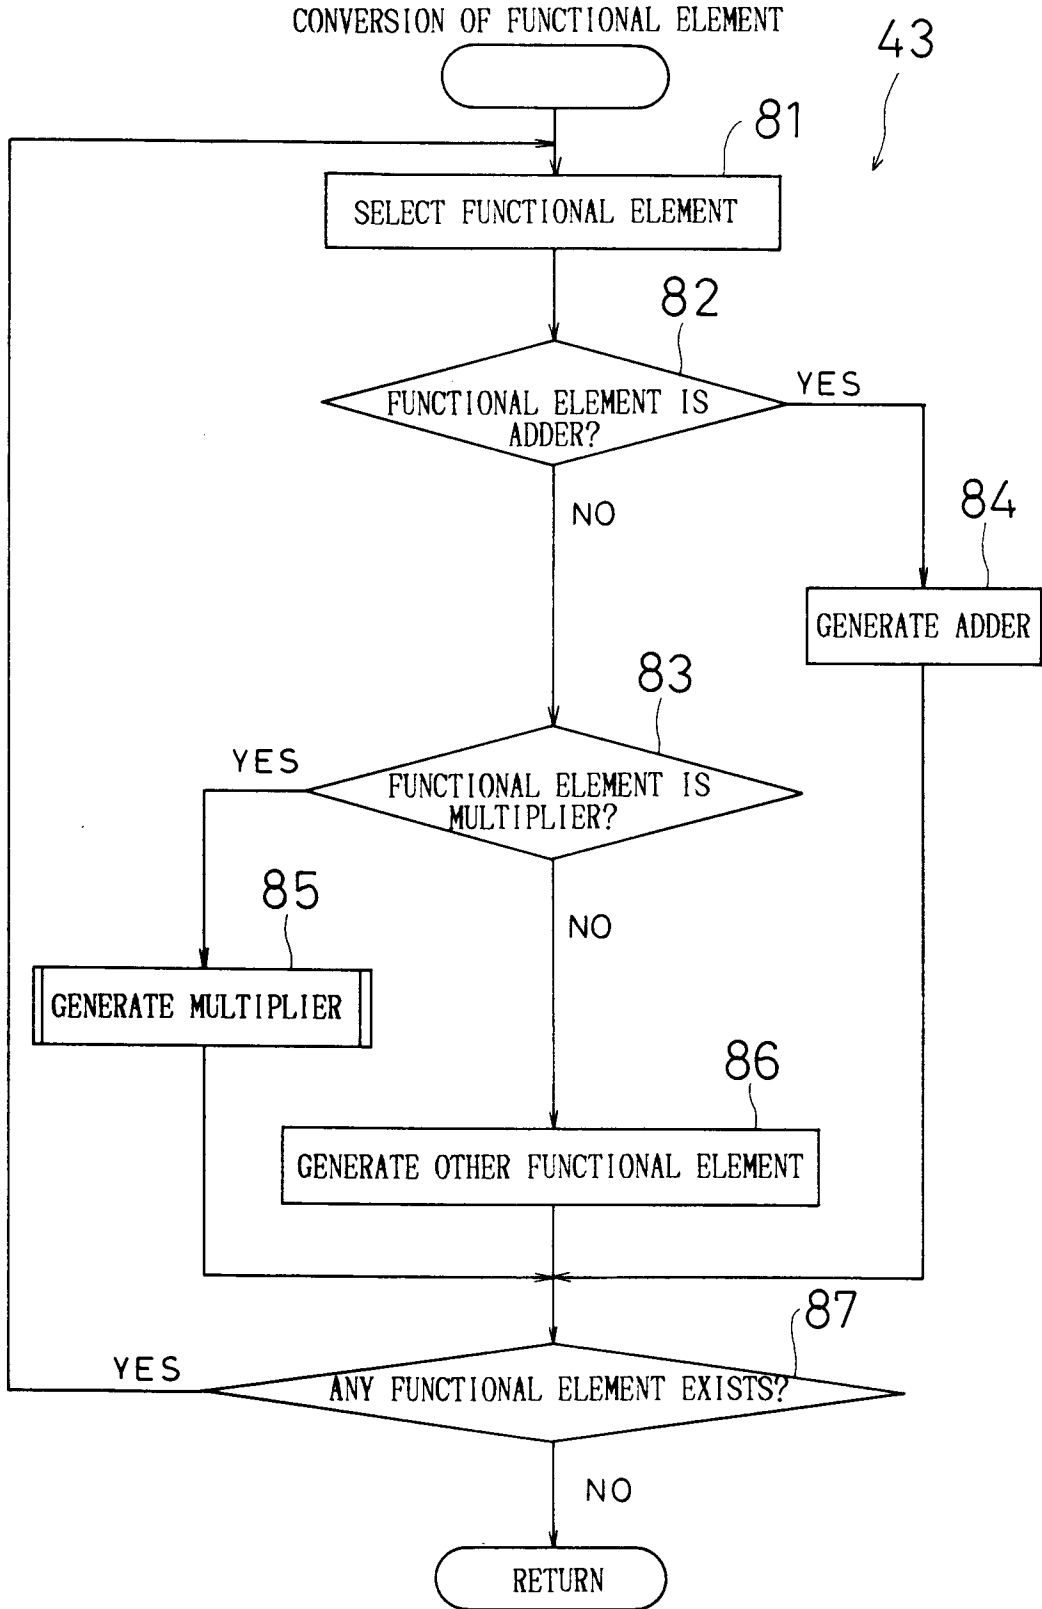 CONVERSION OF FUNCTIONAL ELEMENT
43
81
SELECT FUNCTIONAL ELEMENT
82
FUNCTIONAL ELEMENT IS
ADDER?
YES
NO
84
GENERATE ADDER
83
YES
FUNCTIONAL ELEMENT IS
MULTIPLIER?
85
NO
GENERATE MULTIPLIER
86
GENERATE OTHER FUNCTIONAL ELEMENT
87
YES
ANY FUNCTIONAL ELEMENT EXISTS?
NO
RETURN